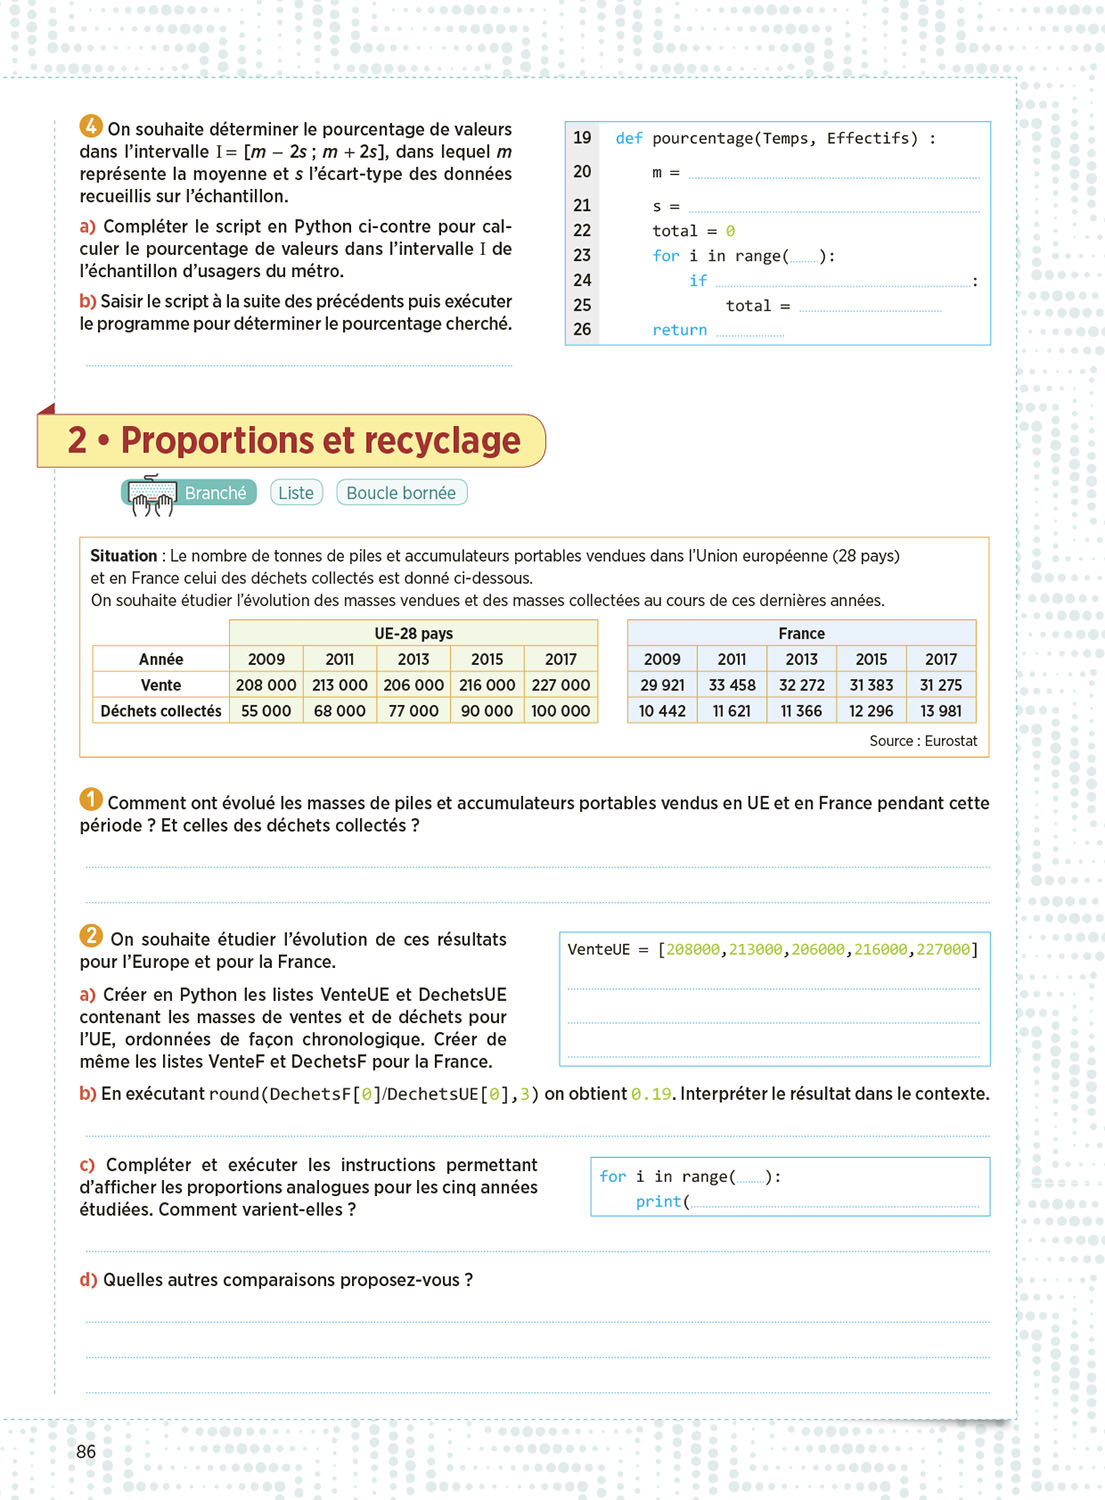 4 On souhaite déterminer le pourcentage de valeurs
dans l'intervalle I = [m – 2s ; m + 2s], dans lequel m
représente la moyenne et s l'écart-type des données
recueillis sur l'échantillon.
a) Compléter le script en Python ci-contre pour cal-
culer le pourcentage de valeurs dans l'intervalle I de
l'échantillon d'usagers du métro.
b) Saisir le script à la suite des précédents puis exécuter
le programme pour déterminer le pourcentage cherché.
19 def pourcentage(Temps, Effectifs) :
20 m =
21 s =
22 total = 0
23 for i in range(........):
24 if ........ :
25 total =
26 return
2 • Proportions et recyclage
Branché Liste Boucle bornée
Situation : Le nombre de tonnes de piles et accumulateurs portables vendues dans l'Union européenne (28 pays)
et en France celui des déchets collectés est donné ci-dessous.
On souhaite étudier l'évolution des masses vendues et des masses collectées au cours de ces dernières années.
UE-28 pays France
Année 2009 2011 2013 2015 2017 2009 2011 2013 2015 2017
Vente 208 000 213 000 206 000 216 000 227 000 29 921 33 458 32 272 31 383 31 275
Déchets collectés 55 000 68 000 77 000 90 000 100 000 10 442 11 621 11 366 12 296 13 981
Source : Eurostat
1 Comment ont évolué les masses de piles et accumulateurs portables vendus en UE et en France pendant cette
période ? Et celles des déchets collectés ?
2 On souhaite étudier l'évolution de ces résultats
pour l'Europe et pour la France.
a) Créer en Python les listes VenteUE et DechetsUE
contenant les masses de ventes et de déchets pour
l'UE, ordonnées de façon chronologique. Créer de
même les listes VenteF et DechetsF pour la France.
VenteUE = [208000,213000,206000,216000,227000]
b) En exécutant round(DechetsF[0]/DechetsUE[0],3) on obtient 0.19. Interpréter le résultat dans le contexte.
c) Compléter et exécuter les instructions permettant
d'afficher les proportions analogues pour les cinq années
étudiées. Comment varient-elles ?
for i in range(........):
print(........
d) Quelles autres comparaisons proposez-vous ?
86